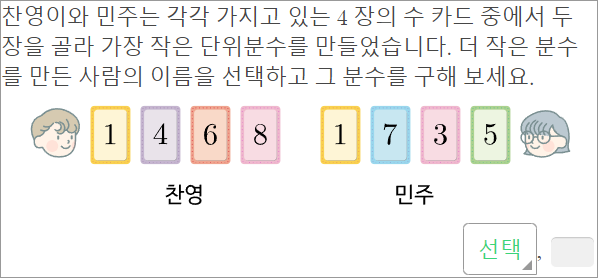 찬영이와 민주는 각각 가지고 있는 4 장의 수 카드 중에서 두
장을 골라 가장 작은 단위분수를 만들었습니다. 더 작은 분수
를 만든 사람의 이름을 선택하고 그 분수를 구해 보세요.
1 4 6 8 1 7 3 5
찬영 민주
선택 ,